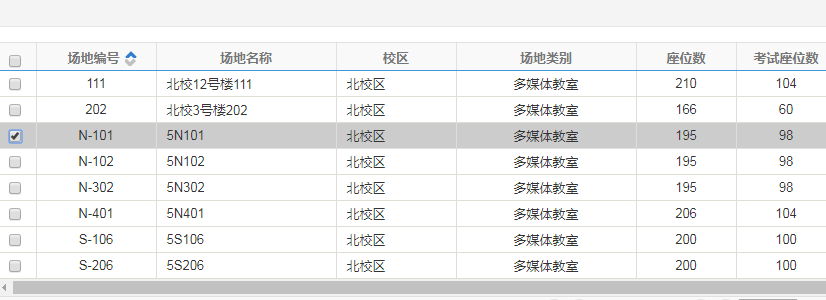 场地编号 场地名称 校区 场地类别 座位数 考试座位数
111 北校12号楼111 北校区 多媒体教室 210 104
202 北校3号楼202 北校区 多媒体教室 166 60
N-101 5N101 北校区 多媒体教室 195 98
N-102 5N102 北校区 多媒体教室 195 98
N-302 5N302 北校区 多媒体教室 195 98
N-401 5N401 北校区 多媒体教室 206 104
S-106 5S106 北校区 多媒体教室 200 100
S-206 5S206 北校区 多媒体教室 200 100